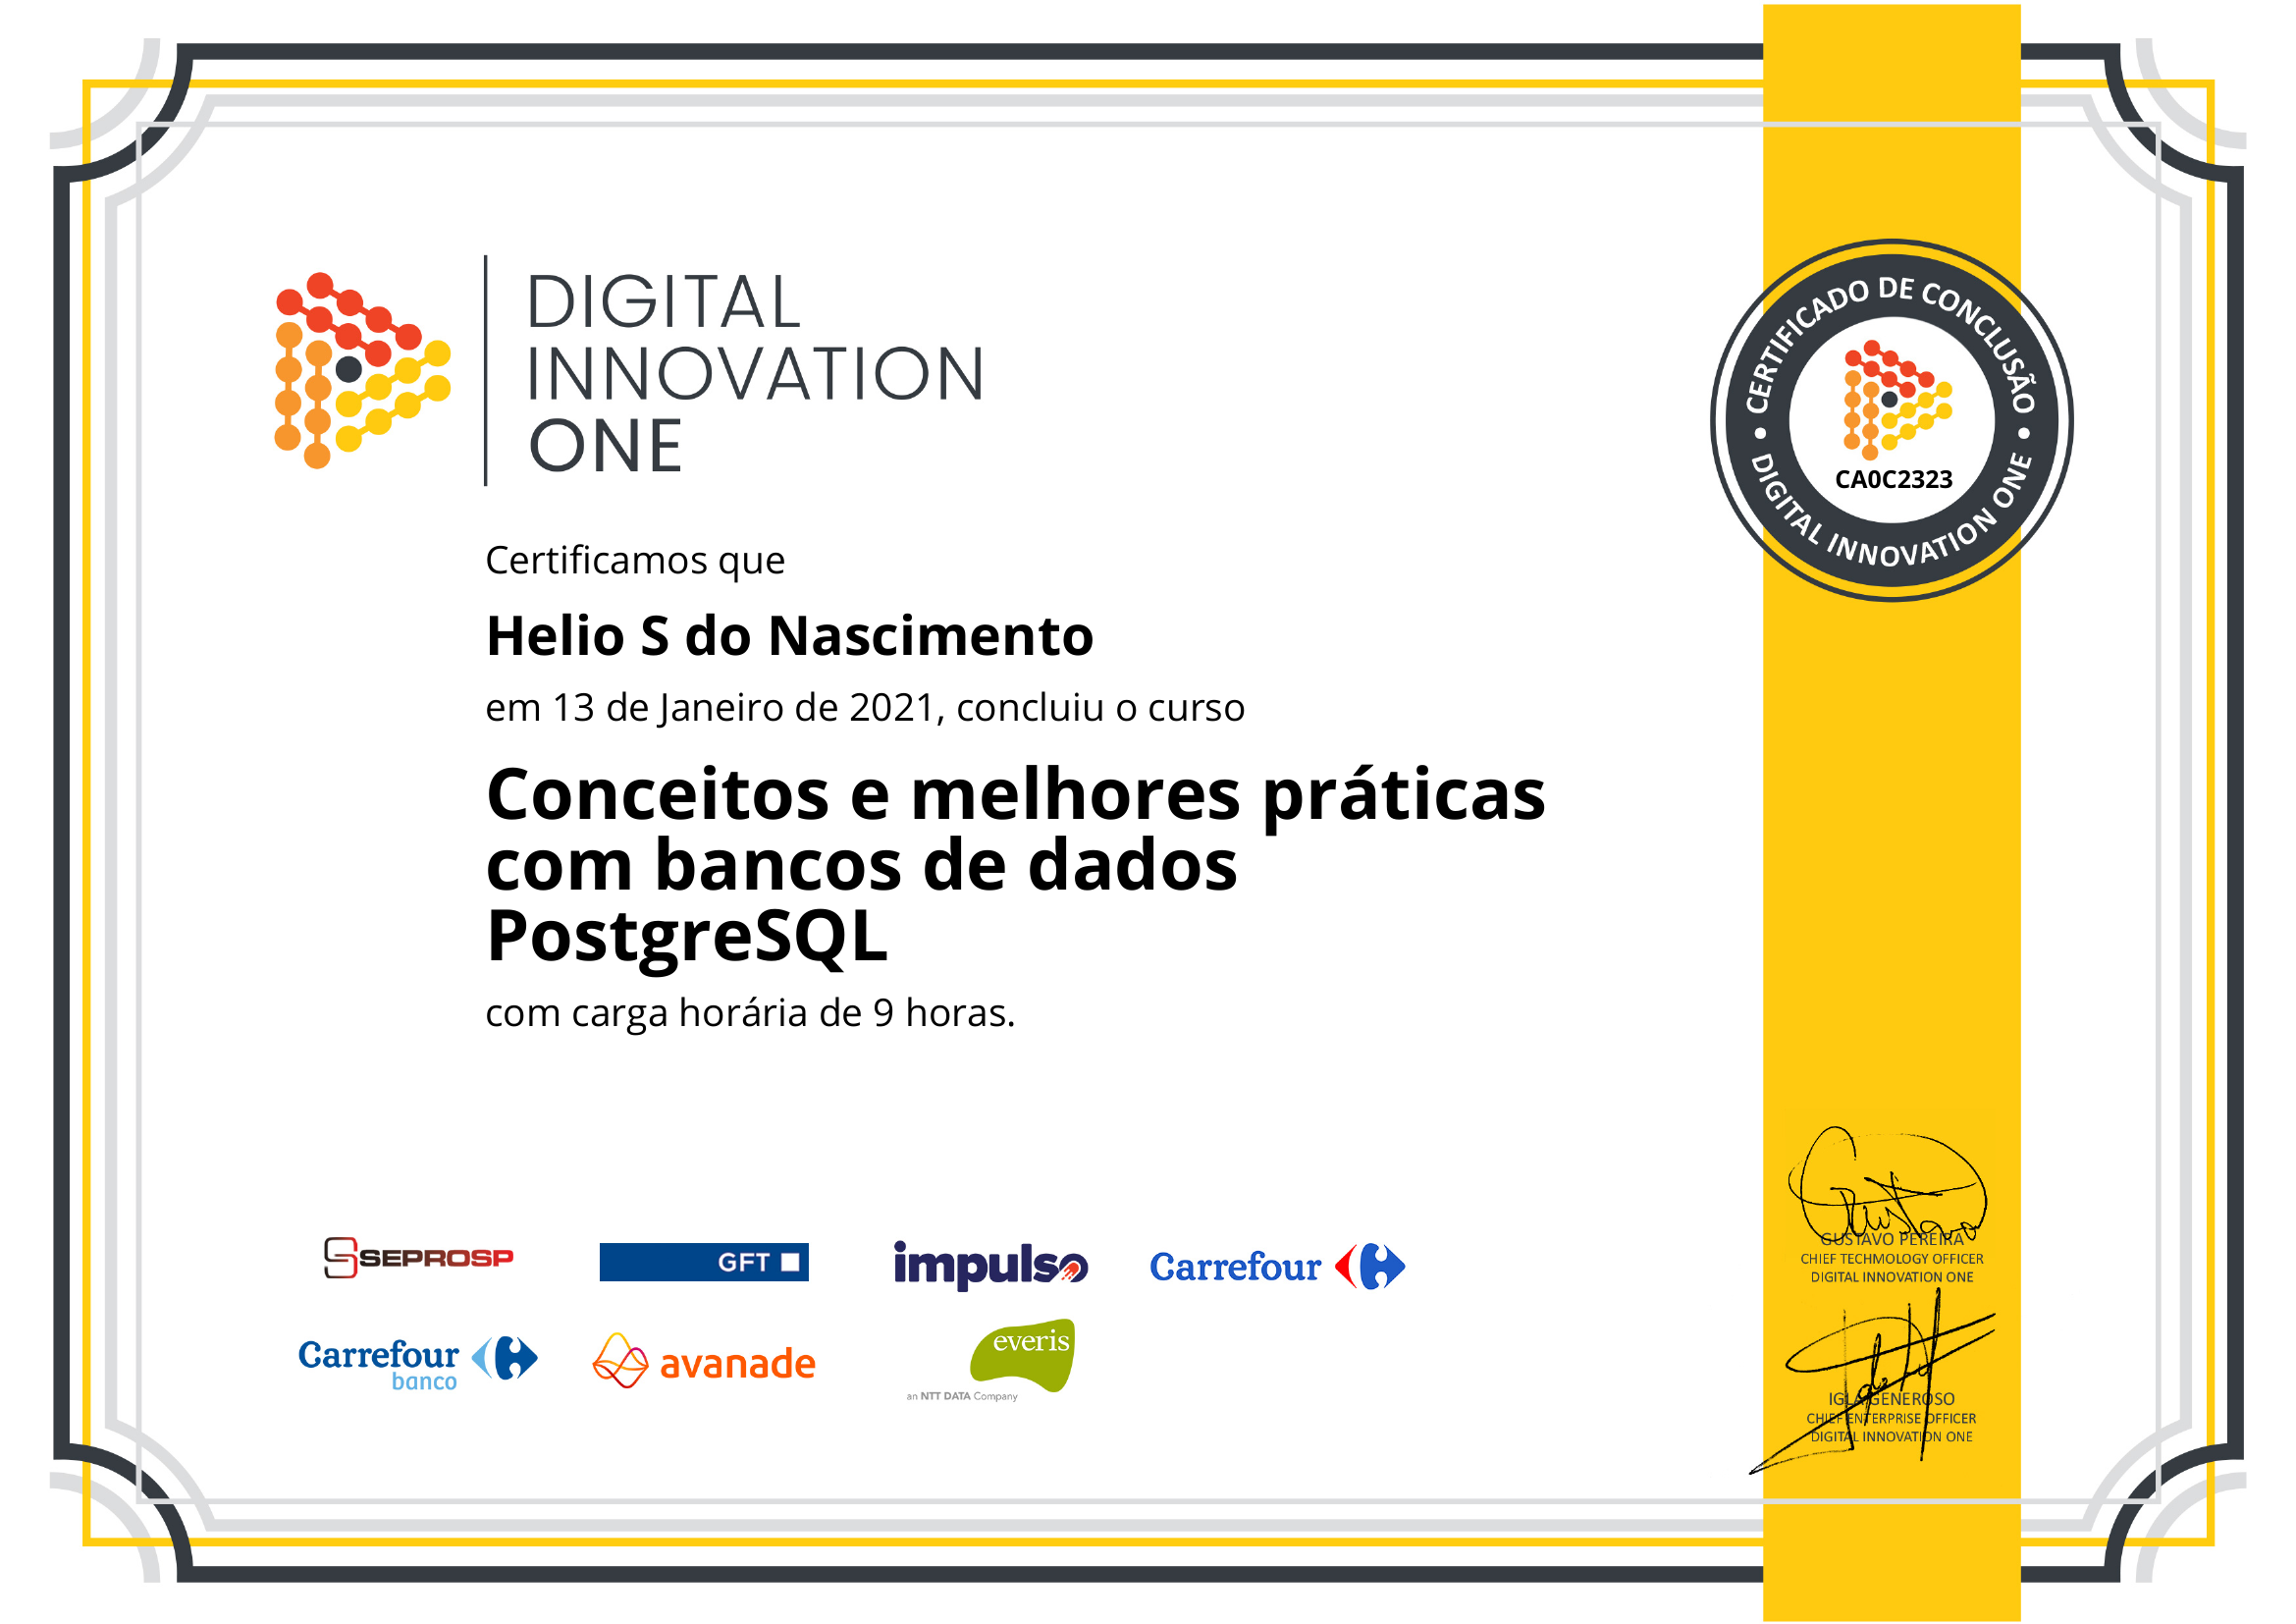 DIGITAL
INNOVATION
ONE
CERTIFICADO DE CONCLUSÃO
CA0C2323
DIGITAL INNOVATION ONE
Certificamos que
Helio S do Nascimento
em 13 de Janeiro de 2021, concluiu o curso
Conceitos e melhores práticas
com bancos de dados
PostgreSQL
com carga horária de 9 horas.
Gustavo
GUSTAVO PEREIRA
CHIEF TECHMOLOGY OFFICER
DIGITAL INNOVATION ONE
SEPROSP
GFT
impulso
Carrefour
Carrefour
banco
avanade
everis
an NTT DATA Company
IGLA GENEROSO
CHIEF ENTERPRISE OFFICER
DIGITAL INNOVATION ONE